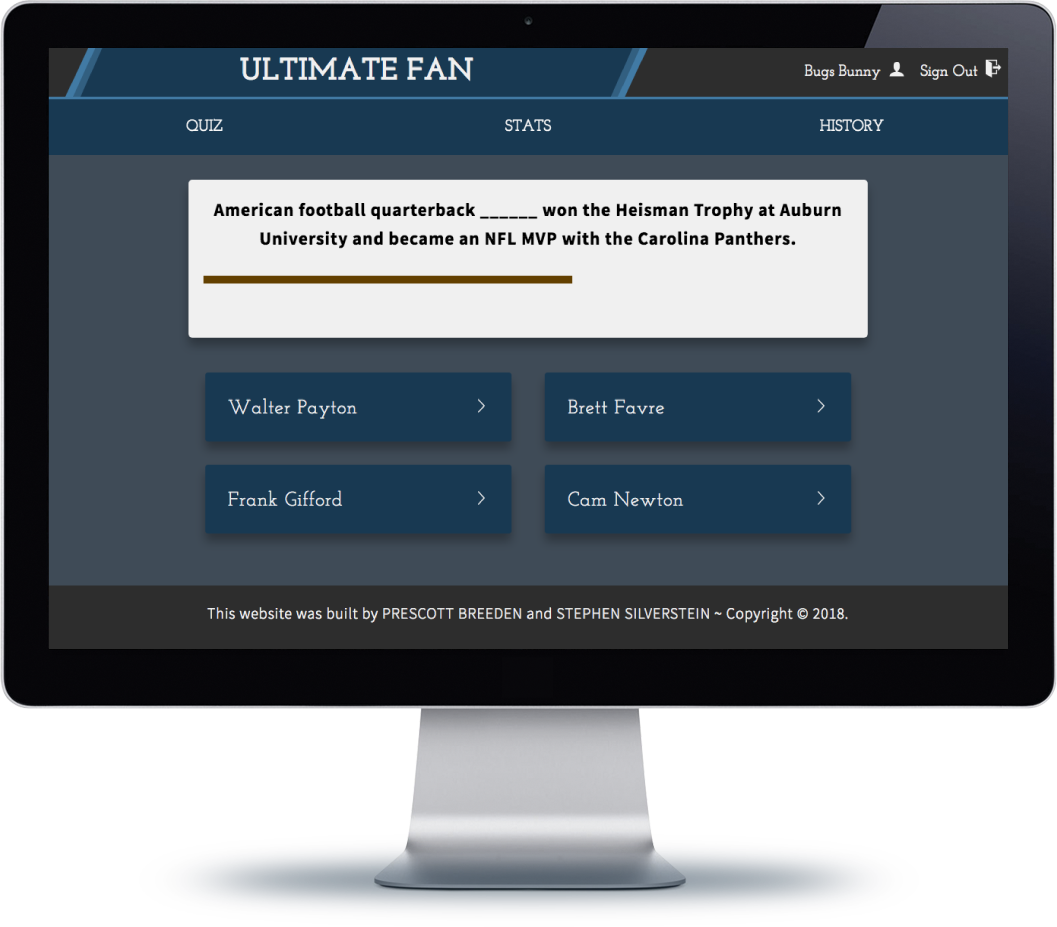 ULTIMATE FAN
Bugs Bunny Sign Out
QUIZ STATS HISTORY
American football quarterback ______ won the Heisman Trophy at Auburn
University and became an NFL MVP with the Carolina Panthers.
Walter Payton
Brett Favre
Frank Gifford
Cam Newton
This website was built by PRESCOTT BREEDEN and STEPHEN SILVERSTEIN ~ Copyright © 2018.